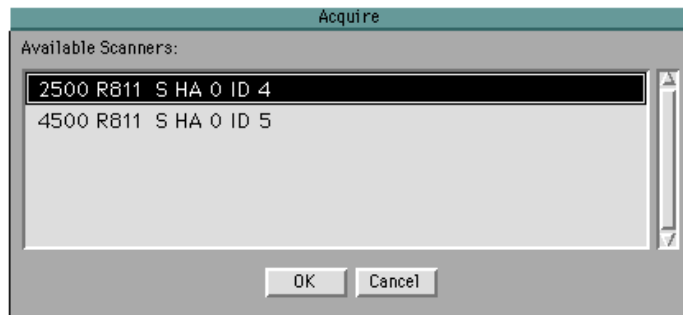 Acquire
Available Scanners:
2500 R811 S HA 0 ID 4
4500 R811 S HA 0 ID 5
OK Cancel